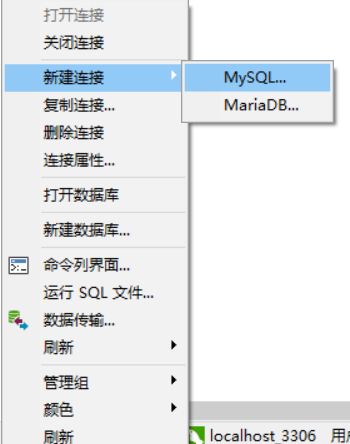 打开连接
关闭连接
新建连接
MySQL...
MariaDB...
复制连接...
删除连接
连接属性...
打开数据库
新建数据库...
命令列界面...
运行 SQL 文件...
数据传输...
刷新
管理组
颜色
刷新
localhost_3306 用户